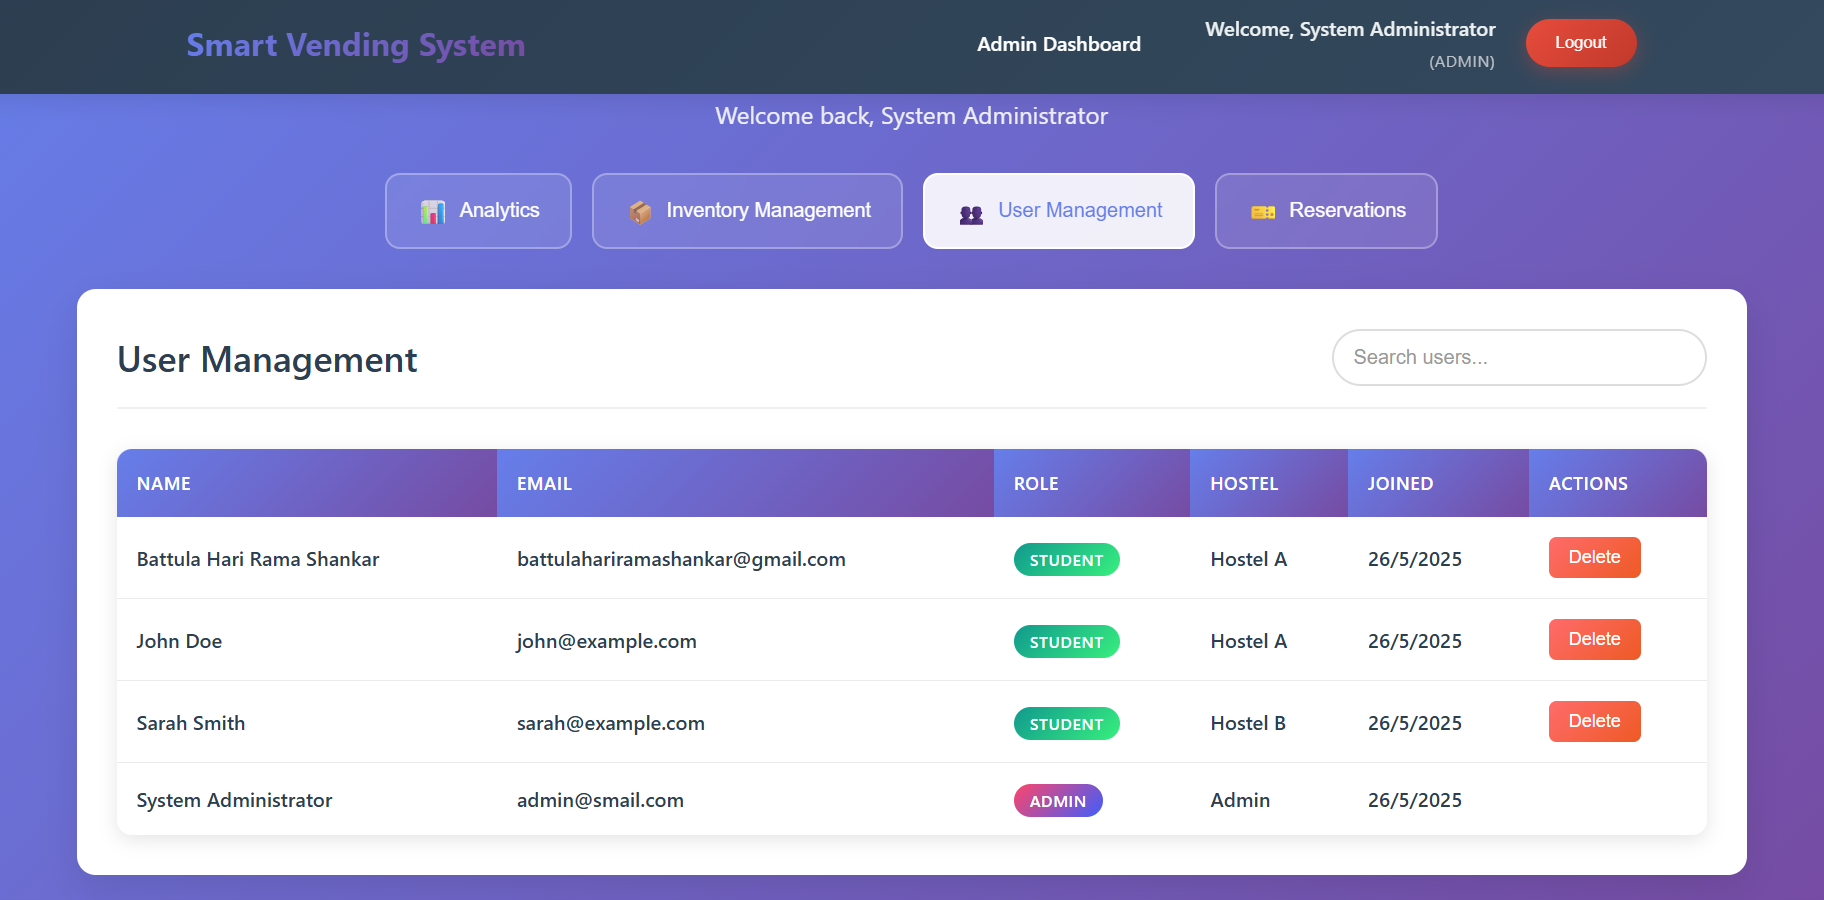 Smart Vending System
Admin Dashboard
Welcome, System Administrator
(ADMIN)
Logout
Welcome back, System Administrator
Analytics
Inventory Management
User Management
Reservations
User Management
Search users...
NAME EMAIL ROLE HOSTEL JOINED ACTIONS
Battula Hari Rama Shankar battulahariramashankar@gmail.com STUDENT Hostel A 26/5/2025 Delete
John Doe john@example.com STUDENT Hostel A 26/5/2025 Delete
Sarah Smith sarah@example.com STUDENT Hostel B 26/5/2025 Delete
System Administrator admin@smail.com ADMIN Admin 26/5/2025